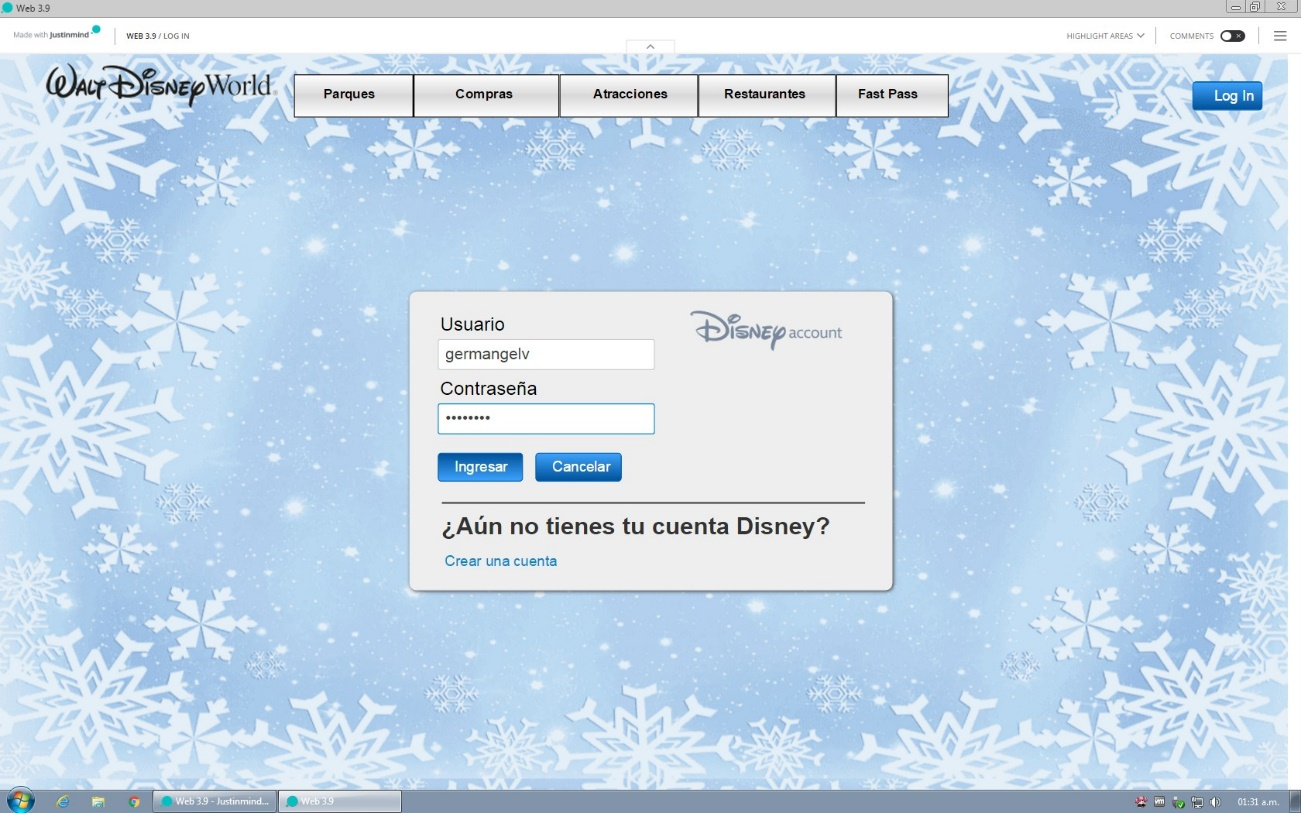 Web 3.9
Made with Justinmind
WEB 3.9 / LOG IN
HIGHLIGHT AREAS
COMMENTS
WALT DISNEY World
Parques
Compras
Atracciones
Restaurantes
Fast Pass
Log In
Usuario
DISNEY account
germangelv
Contraseña
••••••••
Ingresar
Cancelar
¿Aún no tienes tu cuenta Disney?
Crear una cuenta
Web 3.9 - Justinmind...
Web 3.9
01:31 a.m.